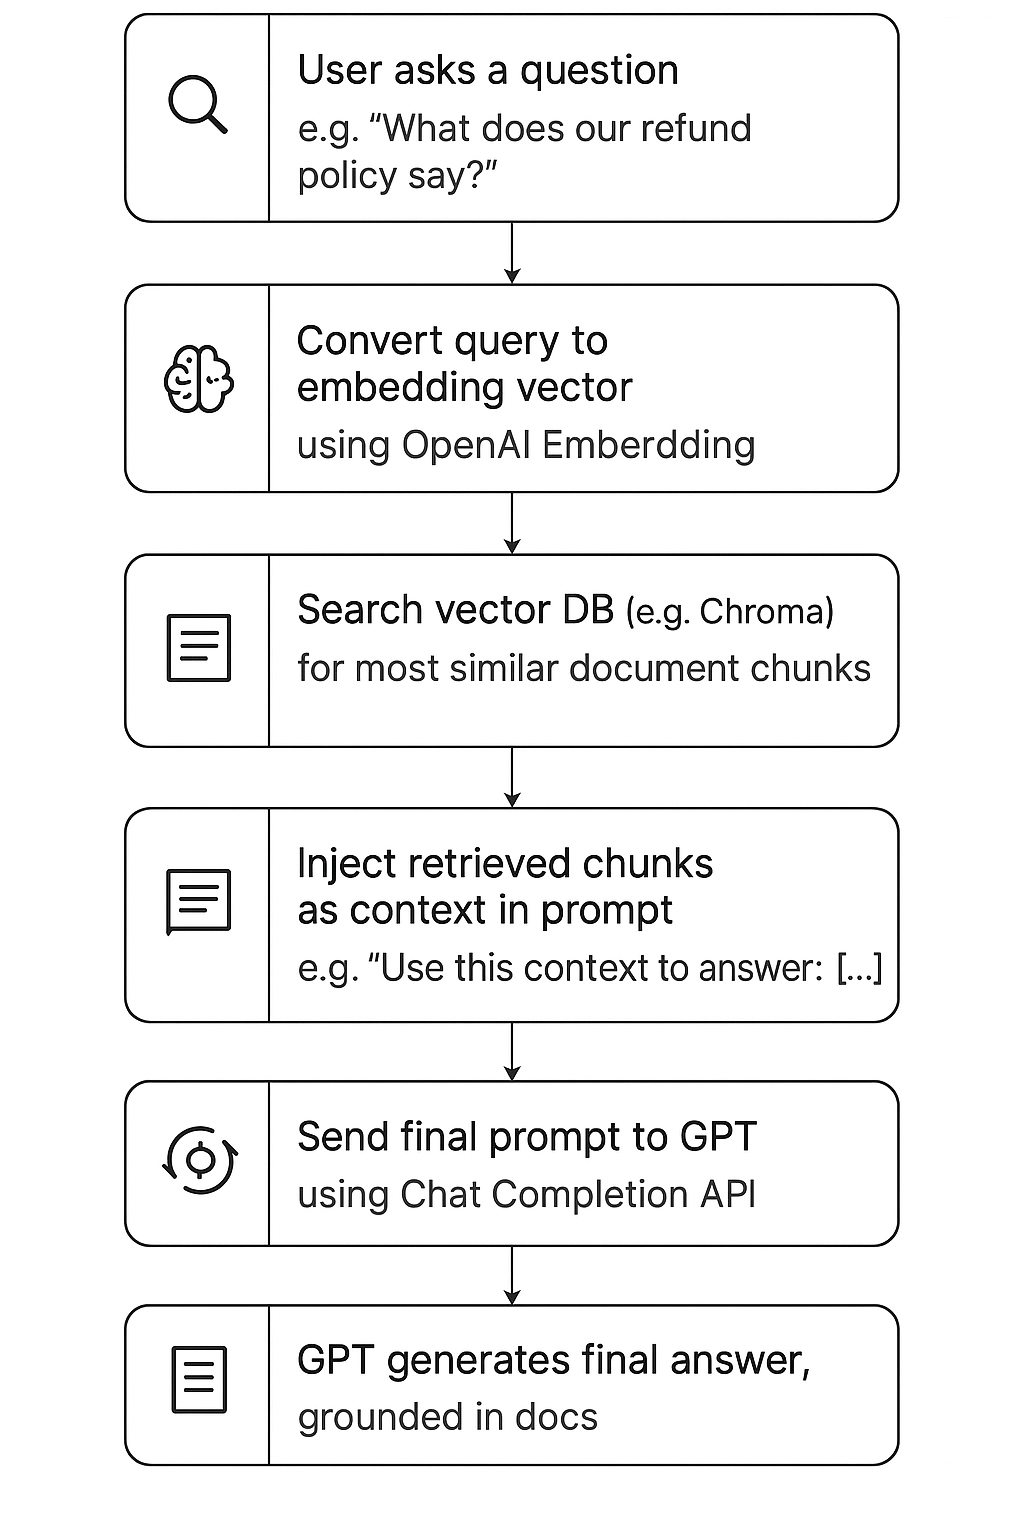 User asks a question
e.g. “What does our refund
policy say?”
Convert query to
embedding vector
using OpenAI Emberdding
Search vector DB (e.g. Chroma)
for most similar document chunks
Inject retrieved chunks
as context in prompt
e.g. “Use this context to answer: [...]
Send final prompt to GPT
using Chat Completion API
GPT generates final answer,
grounded in docs